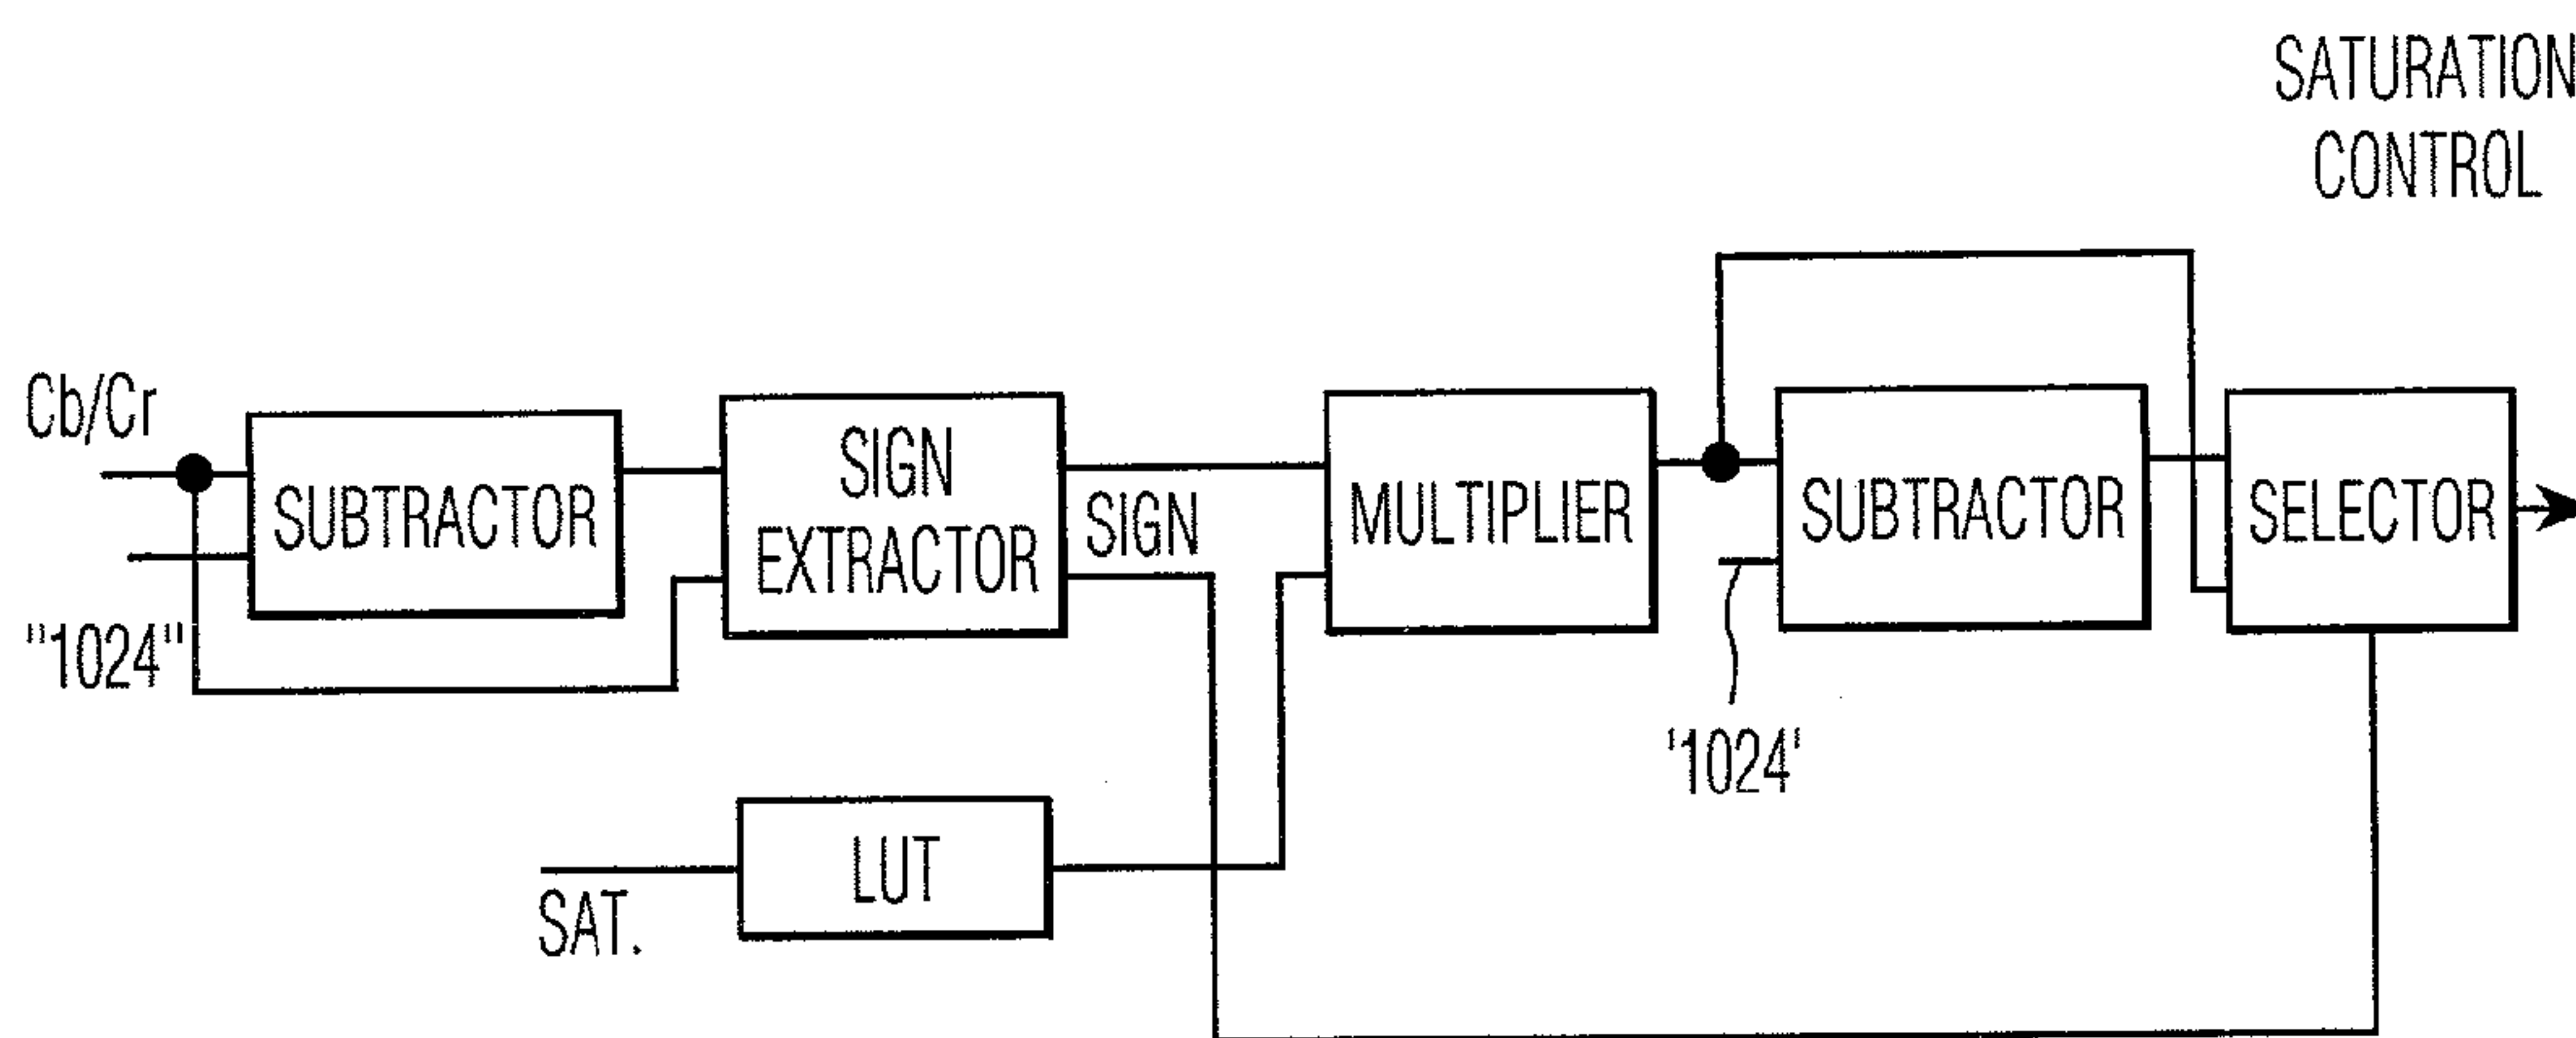 SATURATION
CONTROL
Cb/Cr
SUBTRACTOR
"1024"
SIGN
EXTRACTOR
SIGN
MULTIPLIER
SUBTRACTOR
'1024'
SELECTOR
LUT
SAT.